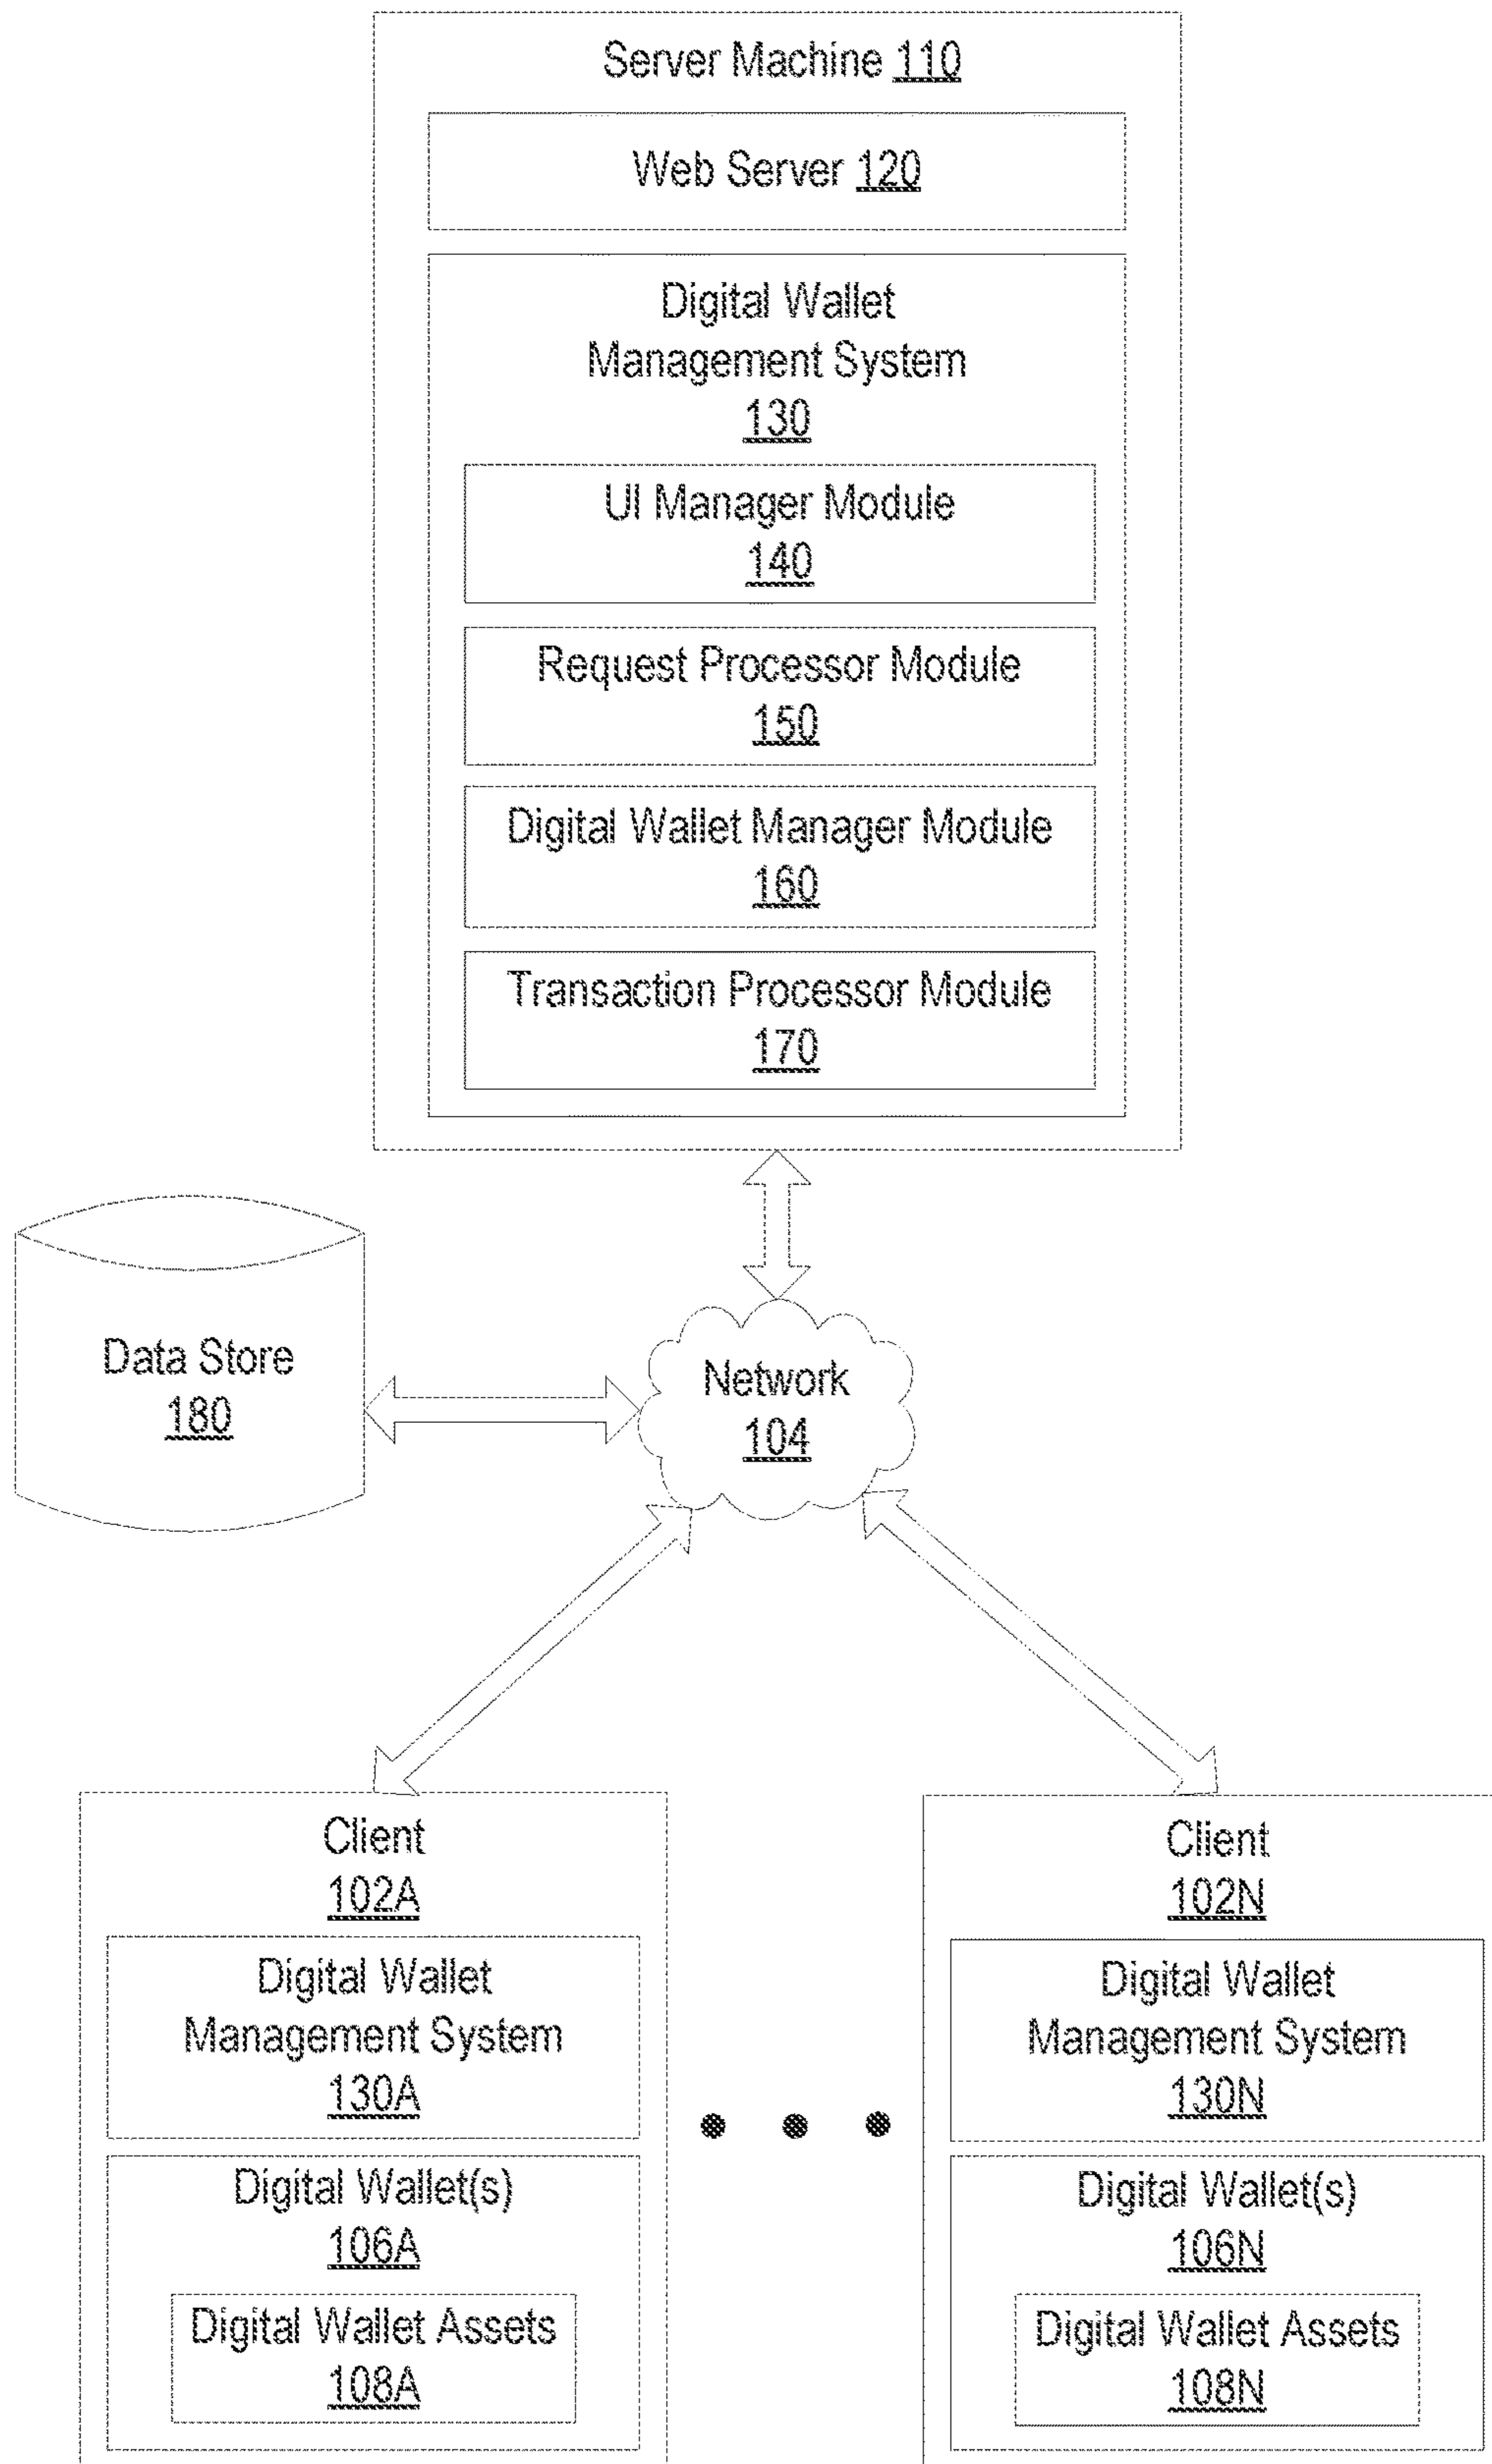 Server Machine 110
Web Server 120
Digital Wallet
Management System
130
UI Manager Module
140
Request Processor Module
150
Digital Wallet Manager Module
160
Transaction Processor Module
170
Data Store
180
Network
104
Client
102A
Digital Wallet
Management System
130A
Digital Wallet(s)
106A
Digital Wallet Assets
108A
Client
102N
Digital Wallet
Management System
130N
Digital Wallet(s)
106N
Digital Wallet Assets
108N